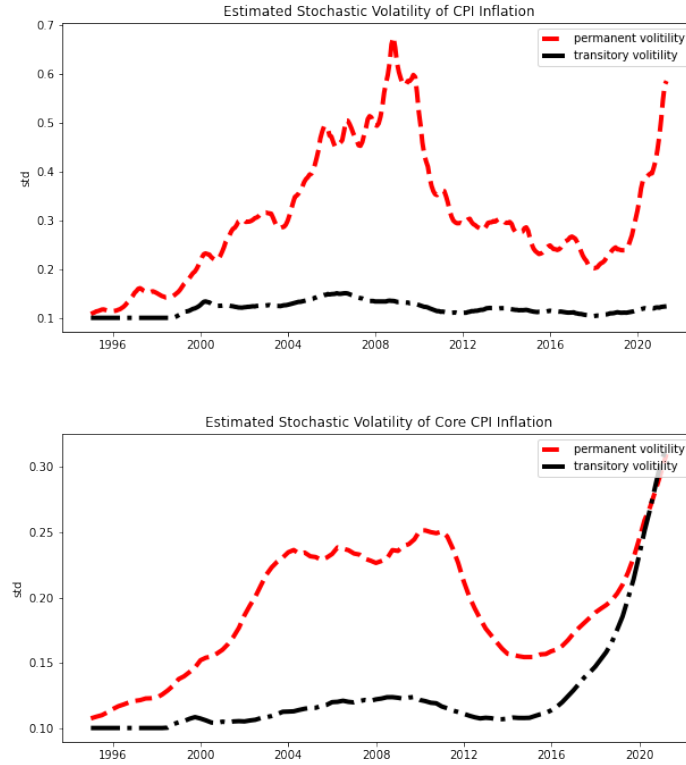 Estimated Stochastic Volatility of CPI Inflation
0.7
0.6
0.5
0.4
0.3
0.2
0.1
std
permanent volitility
transitory volitility
1996 2000 2004 2008 2012 2016 2020
Estimated Stochastic Volatility of Core CPI Inflation
0.30
0.25
0.20
0.15
0.10
std
permanent volitility
transitory volitility
1996 2000 2004 2008 2012 2016 2020